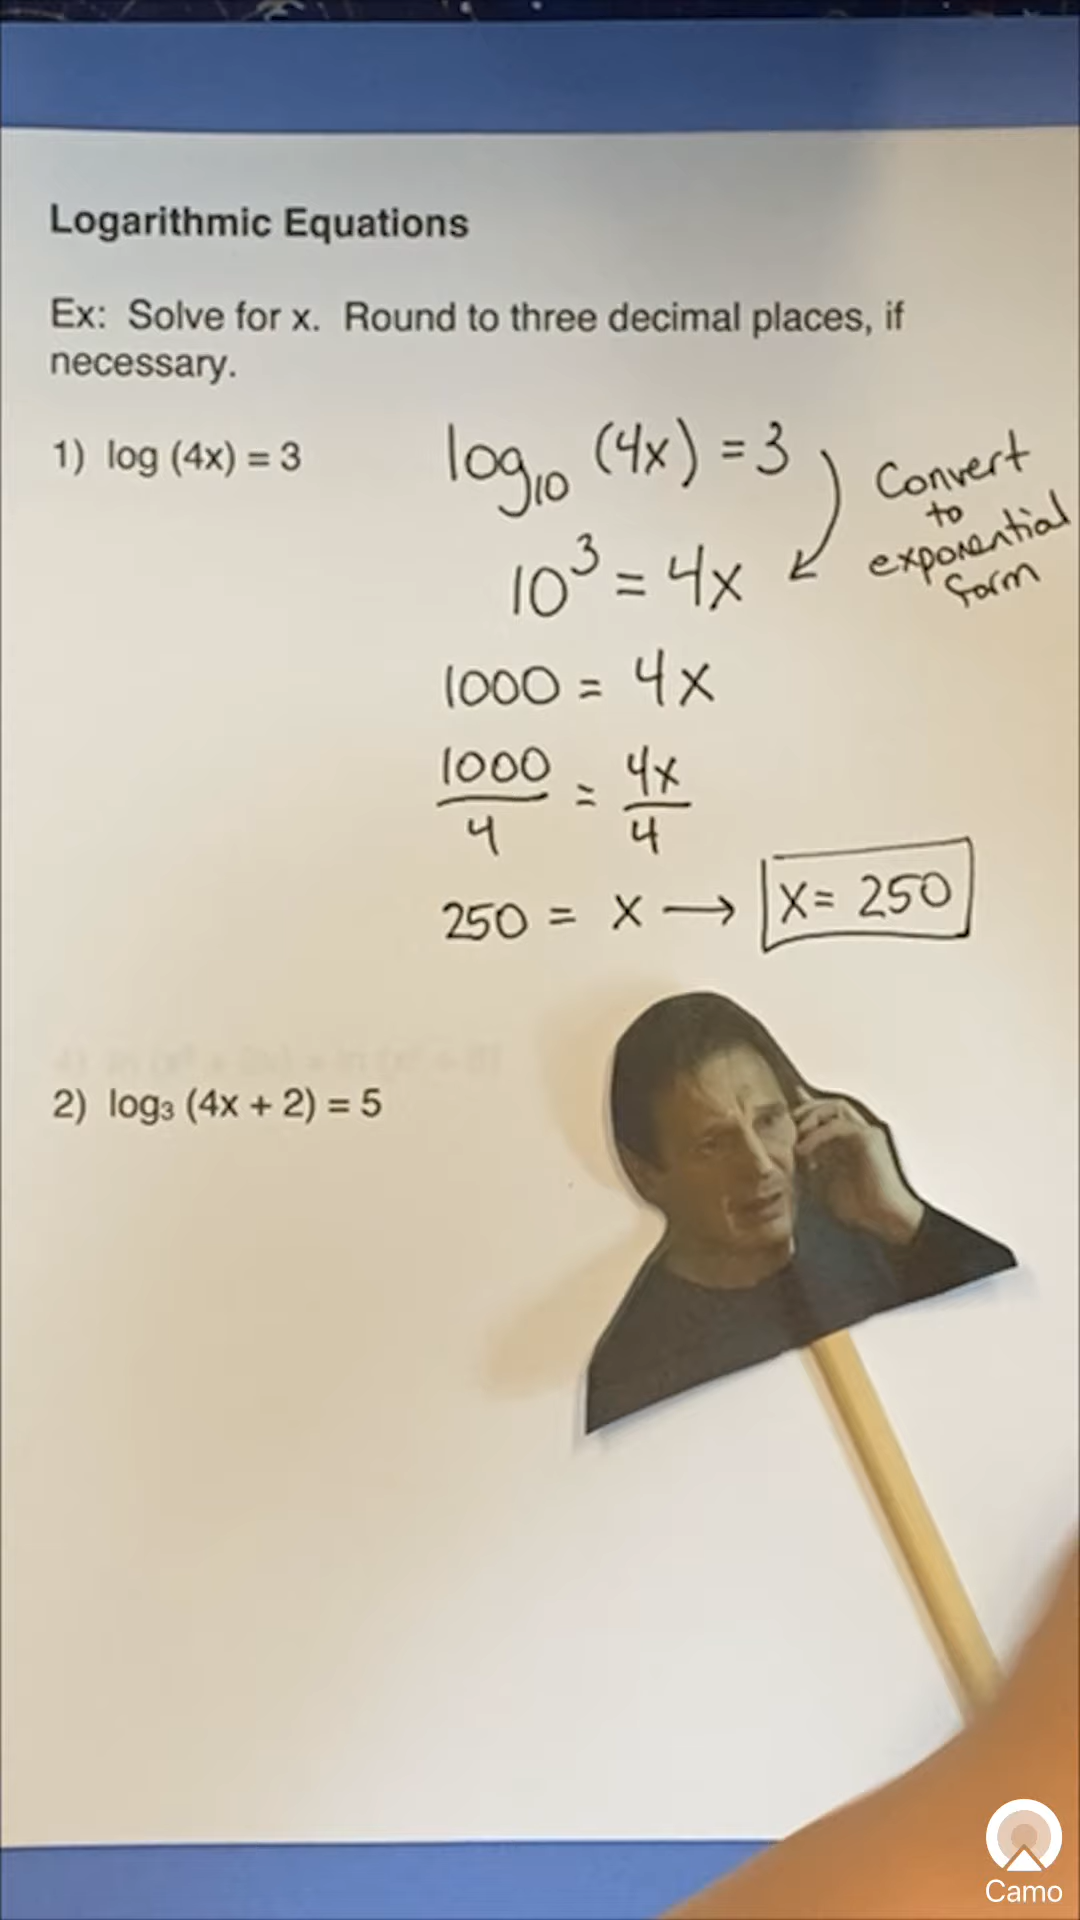 Logarithmic Equations
Ex: Solve for x. Round to three decimal places, if
necessary.
1) log (4x) = 3
log₁₀ (4x) = 3
Convert
to
exponential
form
10³ = 4x
1000 = 4x
1000/4 = 4x/4
250 = x → x = 250
2) log₃ (4x + 2) = 5
Camo